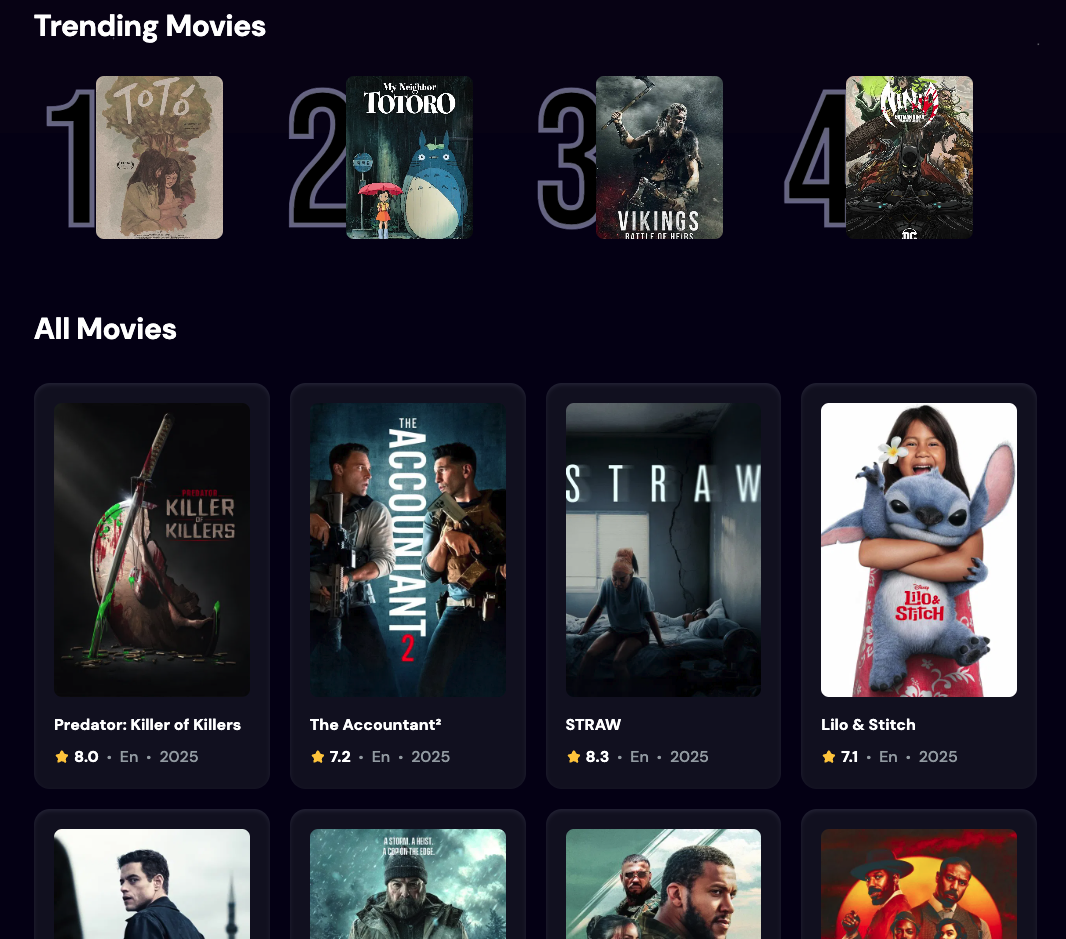 Trending Movies
1
TOTÓ
2
My Neighbor
TOTORO
3
VIKINGS
BATTLE OF HEIRS
4
NINJA
DC
All Movies
PREDATOR
KILLER
OF
KILLERS
THE
ACCOUNTANT
2
STRAW
Disney
Lilo &
Stitch
Predator: Killer of Killers
8.0 • En • 2025
The Accountant²
7.2 • En • 2025
STRAW
8.3 • En • 2025
Lilo & Stitch
7.1 • En • 2025
A STORM. A HEIST.
A COP ON THE EDGE.